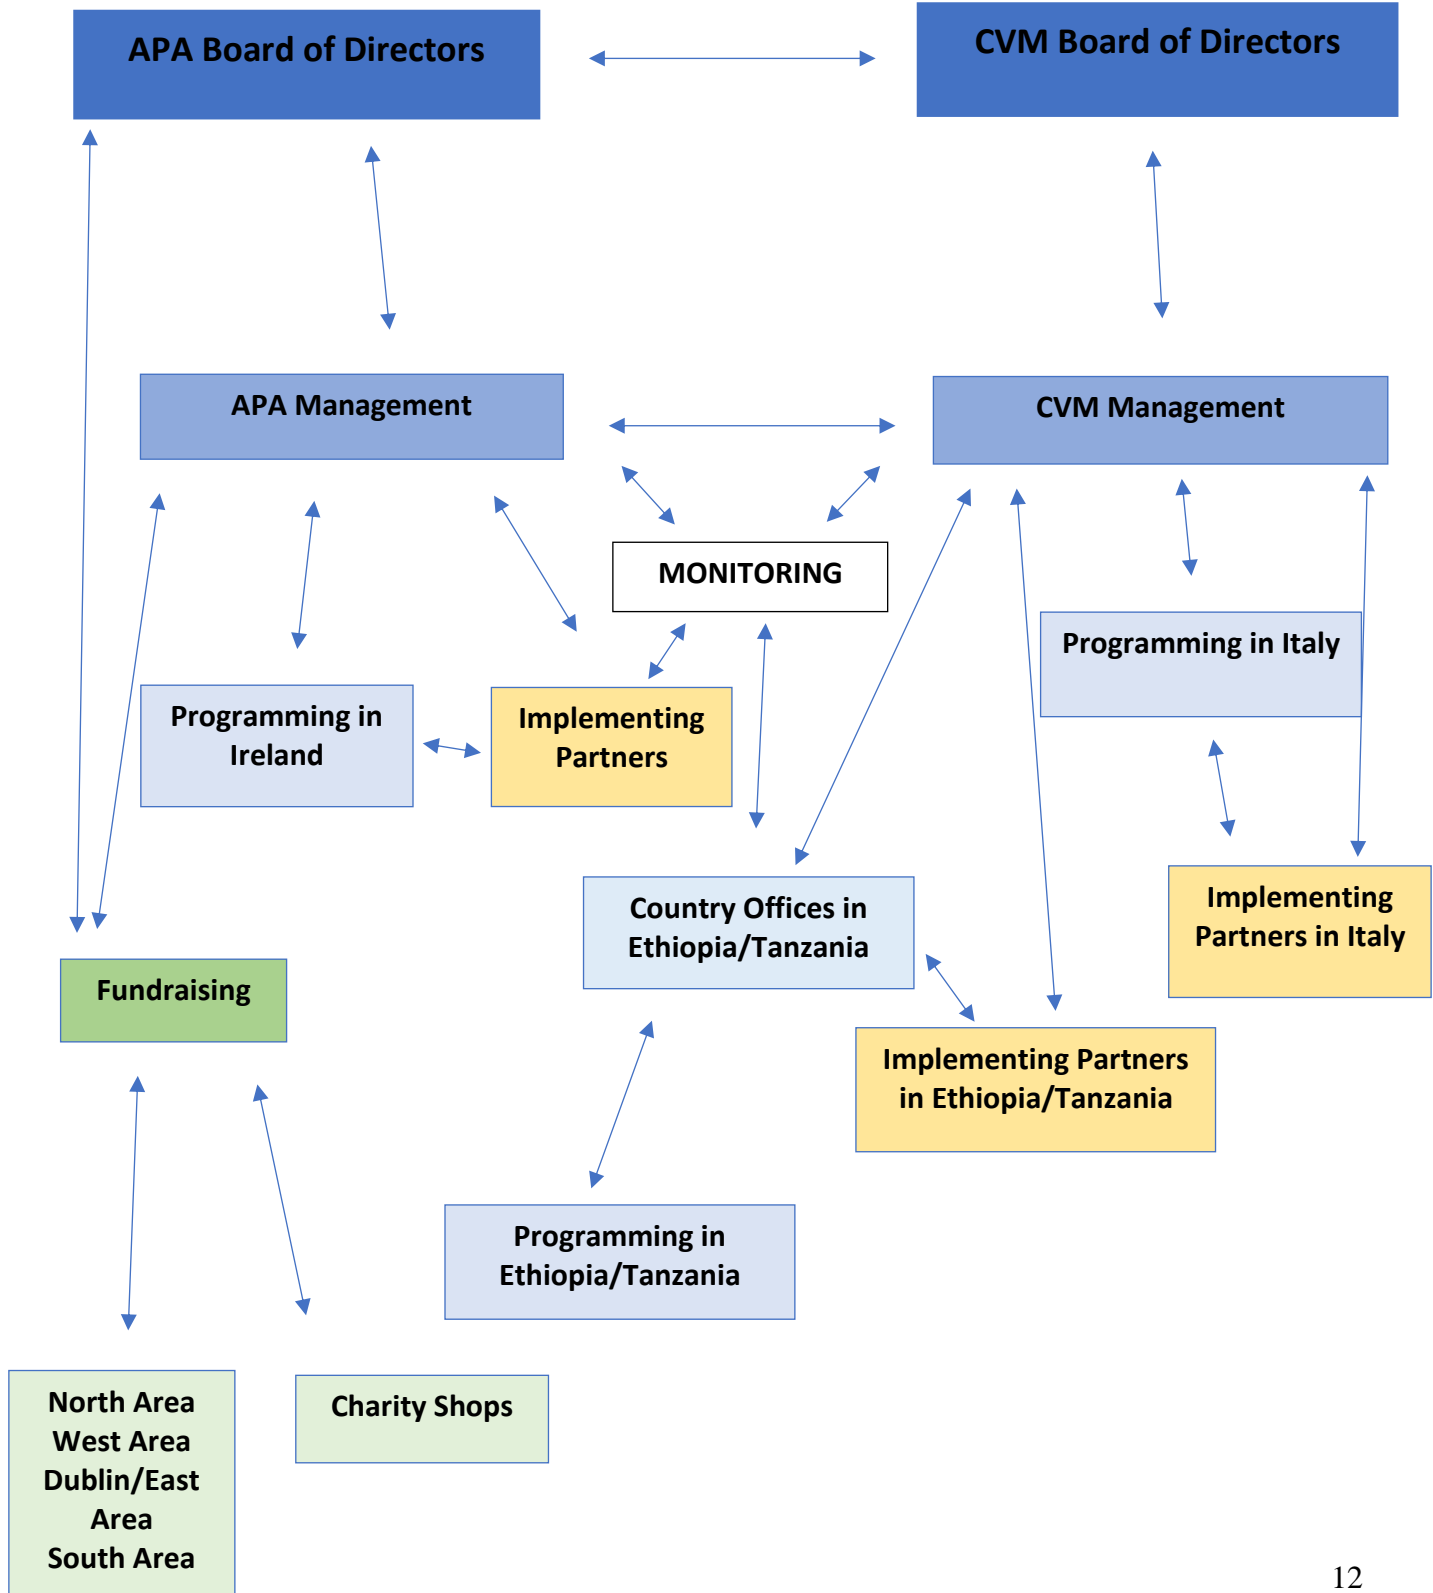 APA Board of Directors
CVM Board of Directors
APA Management
CVM Management
MONITORING
Programming in Italy
Programming in
Ireland
Implementing
Partners
Country Offices in
Ethiopia/Tanzania
Implementing
Partners in Italy
Fundraising
Implementing Partners
in Ethiopia/Tanzania
Programming in
Ethiopia/Tanzania
North Area
West Area
Dublin/East
Area
South Area
Charity Shops
12